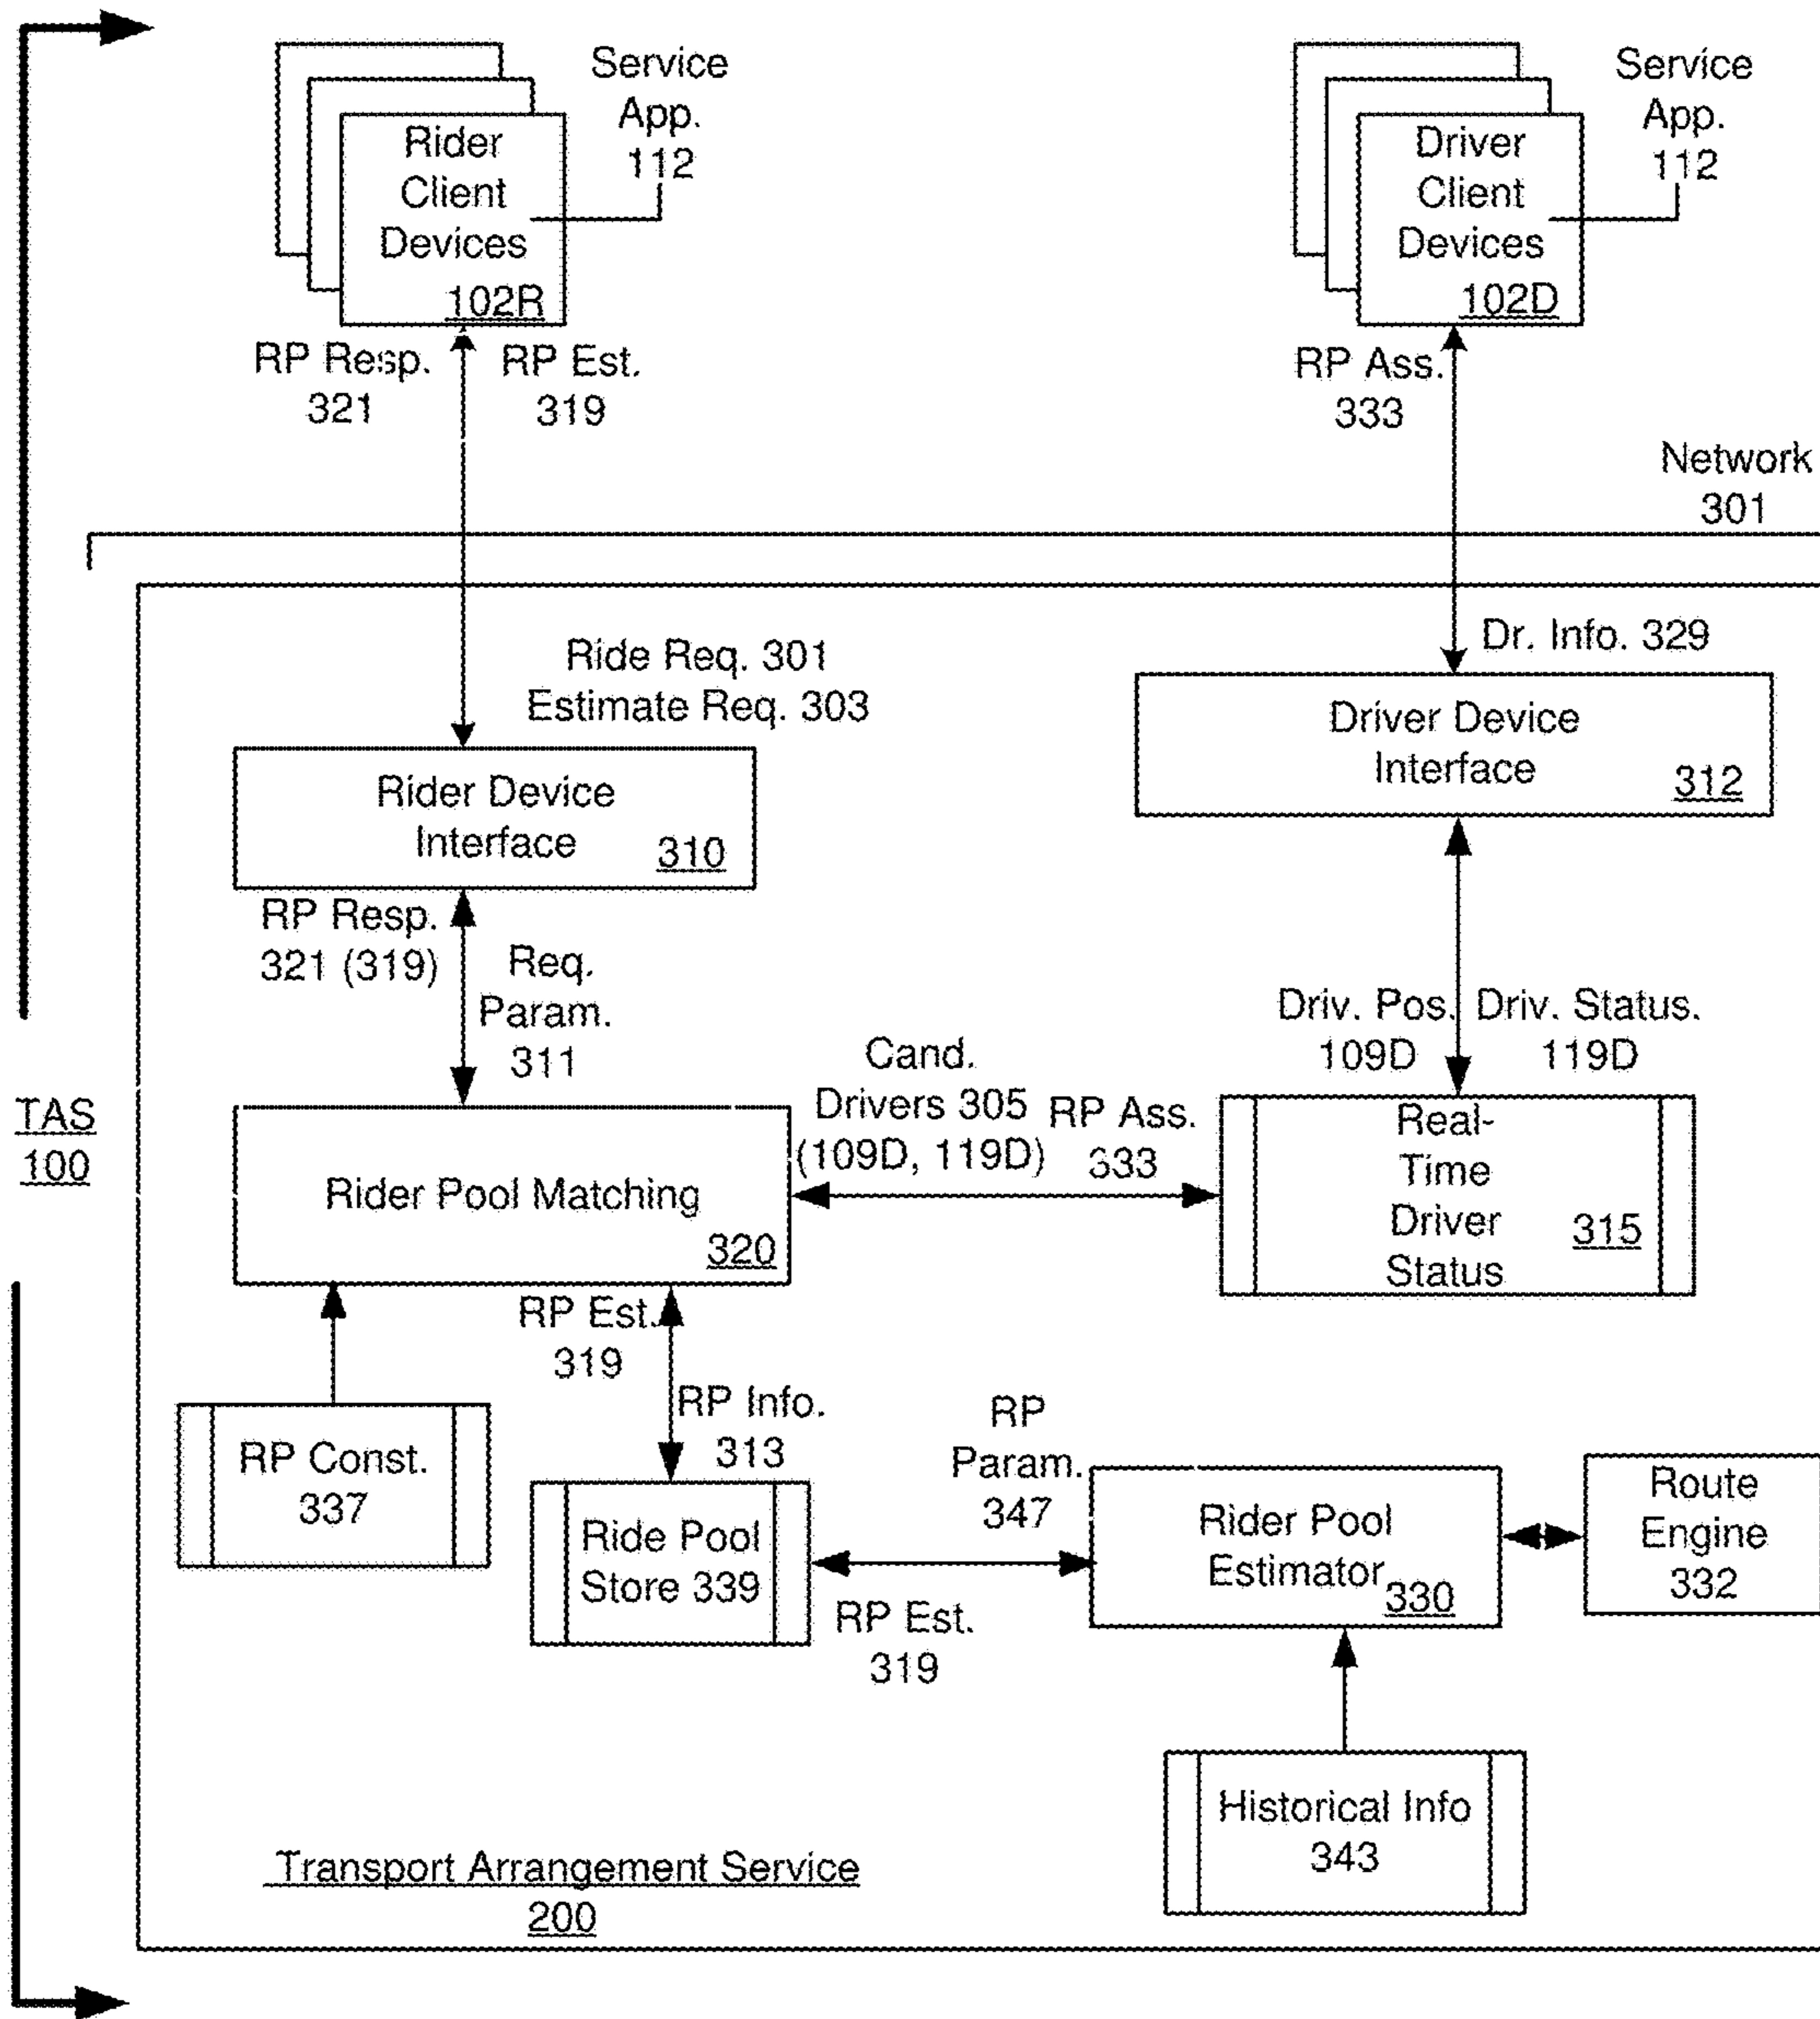 Service
App.
112
Rider
Client
Devices
102R
Service
App.
112
Driver
Client
Devices
102D
RP Resp.
321
RP Est.
319
RP Ass.
333
Network
301
Ride Req. 301
Estimate Req. 303
Dr. Info. 329
Rider Device
Interface
310
Driver Device
Interface
312
RP Resp.
321 (319)
Req.
Param.
311
Driv. Pos.
109D
Driv. Status.
119D
TAS
100
Cand.
Drivers 305
(109D, 119D)
RP Ass.
333
Rider Pool Matching
320
Real-
Time
Driver
Status
315
RP Est.
319
RP Info.
313
RP Const.
337
Ride Pool
Store 339
RP
Param.
347
RP Est.
319
Rider Pool
Estimator
330
Route
Engine
332
Historical Info
343
Transport Arrangement Service
200